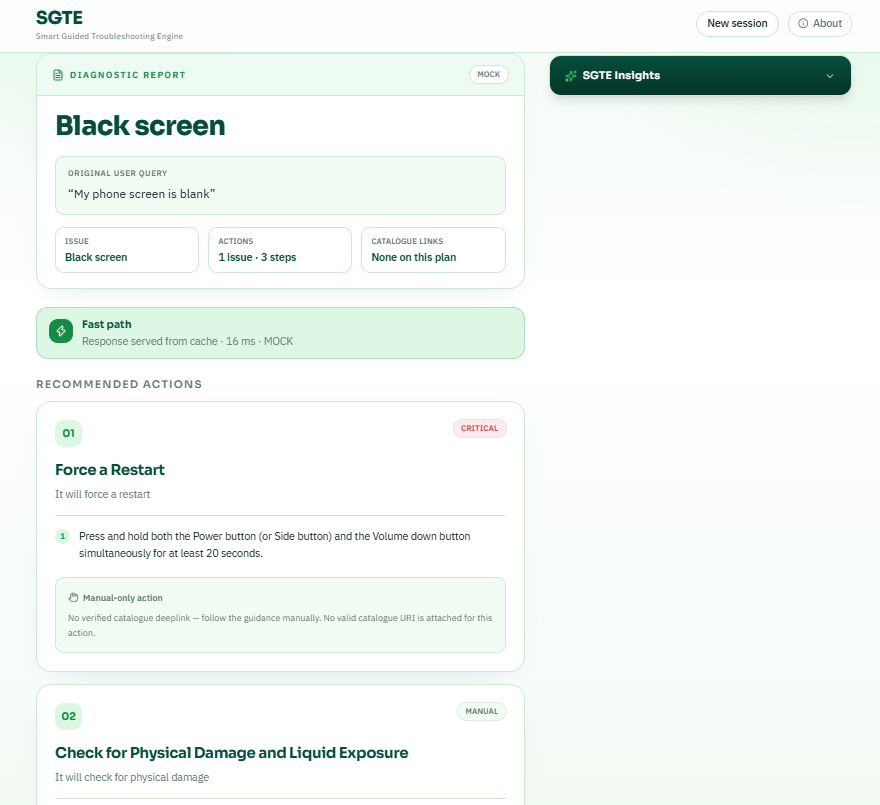 SGTE
Smart Guided Troubleshooting Engine
New session
About
DIAGNOSTIC REPORT
MOCK
SGTE Insights
Black screen
ORIGINAL USER QUERY
“My phone screen is blank”
ISSUE
Black screen
ACTIONS
1 issue · 3 steps
CATALOGUE LINKS
None on this plan
Fast path
Response served from cache · 16 ms · MOCK
RECOMMENDED ACTIONS
01
CRITICAL
Force a Restart
It will force a restart
1 Press and hold both the Power button (or Side button) and the Volume down button
simultaneously for at least 20 seconds.
Manual-only action
No verified catalogue deeplink — follow the guidance manually. No valid catalogue URI is attached for this
action.
02
MANUAL
Check for Physical Damage and Liquid Exposure
It will check for physical damage